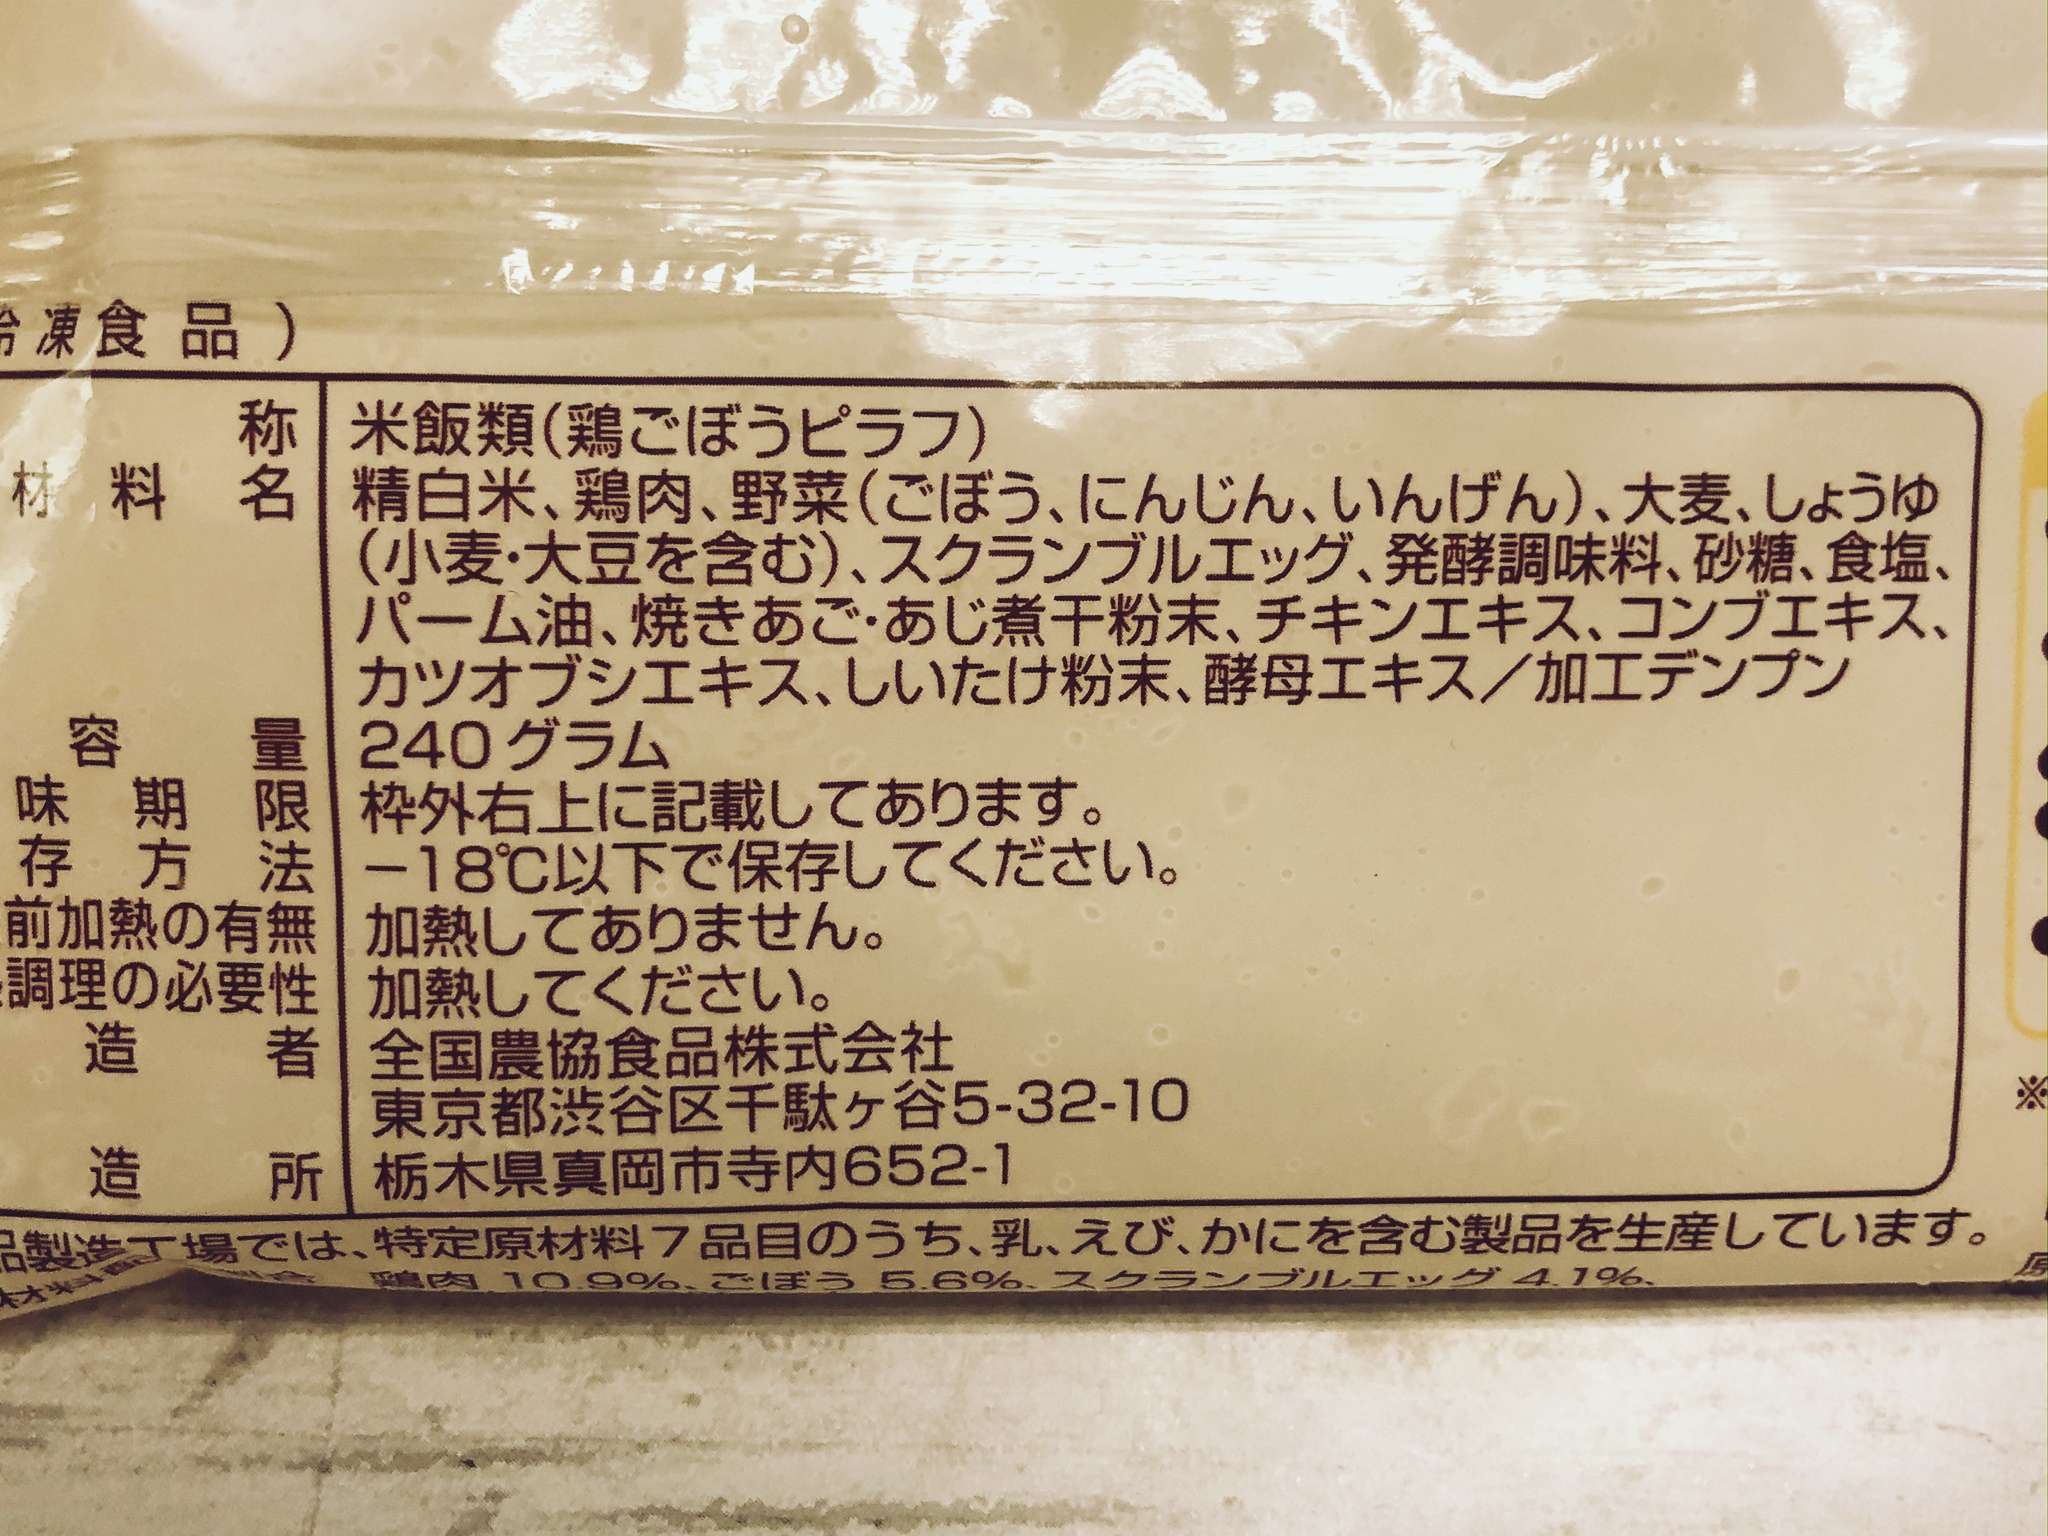 冷凍食品）
称 米飯類（鶏ごぼうピラフ）
材料名 精白米、鶏肉、野菜（ごぼう、にんじん、いんげん）、大麦、しょうゆ
（小麦・大豆を含む）、スクランブルエッグ、発酵調味料、砂糖、食塩、
パーム油、焼きあご・あじ煮干粉末、チキンエキス、コンブエキス、
カツオブシエキス、しいたけ粉末、酵母エキス／加工デンプン
容量 240グラム
味期限 枠外右上に記載してあります。
存方法 －18℃以下で保存してください。
前加熱の有無 加熱してありません。
調理の必要性 加熱してください。
造者 全国農協食品株式会社
東京都渋谷区千駄ヶ谷5-32-10
造所 栃木県真岡市寺内652-1
品製造工場では、特定原材料7品目のうち、乳、えび、かにを含む製品を生産しています。
鶏肉 10.9%、ごぼう 5.6%、スクランブルエッグ 4.1%、
※
原